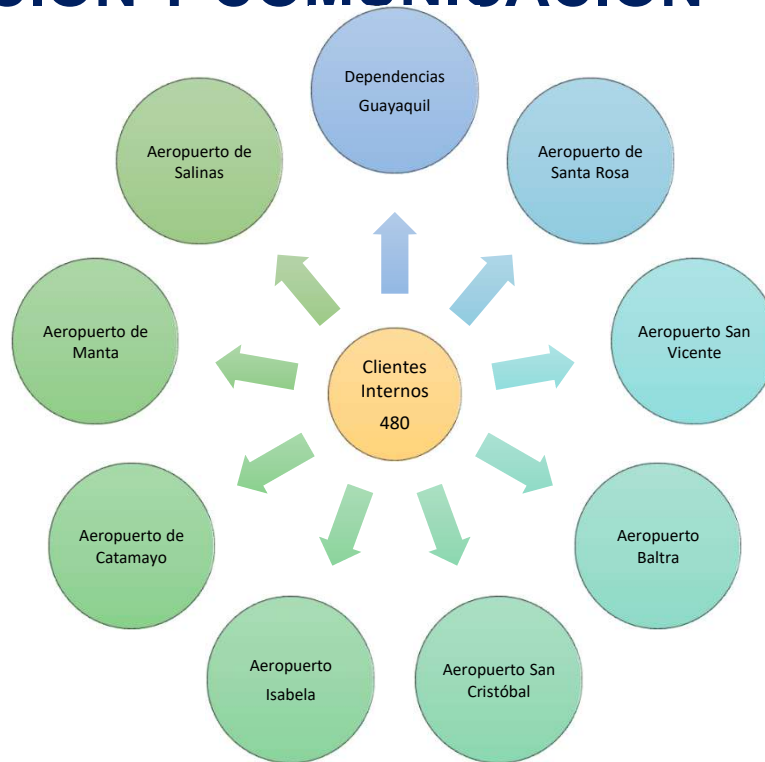 Y COMUNICACIÓN
Dependencias
Guayaquil
Aeropuerto de
Santa Rosa
Aeropuerto San
Vicente
Aeropuerto
Baltra
Aeropuerto San
Cristóbal
Aeropuerto
Isabela
Aeropuerto de
Catamayo
Aeropuerto de
Manta
Aeropuerto de
Salinas
Clientes
Internos
480